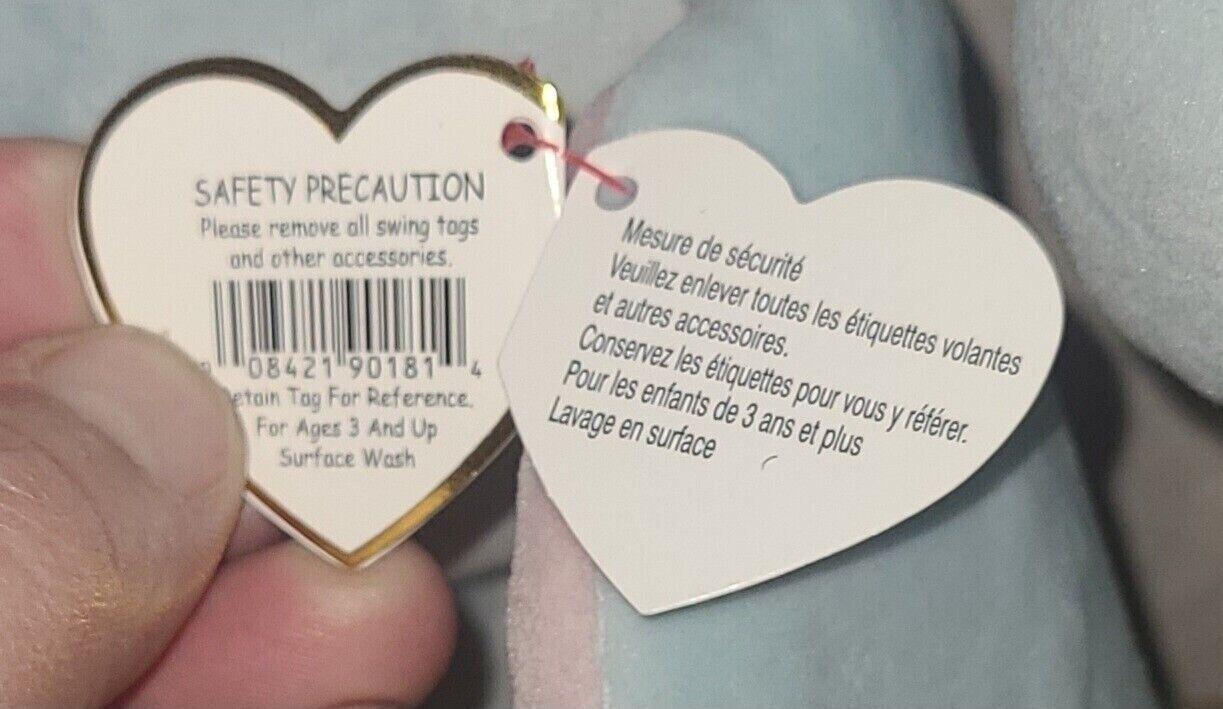 SAFETY PRECAUTION
Please remove all swing tags
and other accessories.
08421 90181 4
etain Tag For Reference.
For Ages 3 And Up
Surface Wash
Mesure de sécurité
Veuillez enlever toutes les étiquettes volantes
et autres accessoires.
Conservez les étiquettes pour vous y référer.
Pour les enfants de 3 ans et plus
Lavage en surface